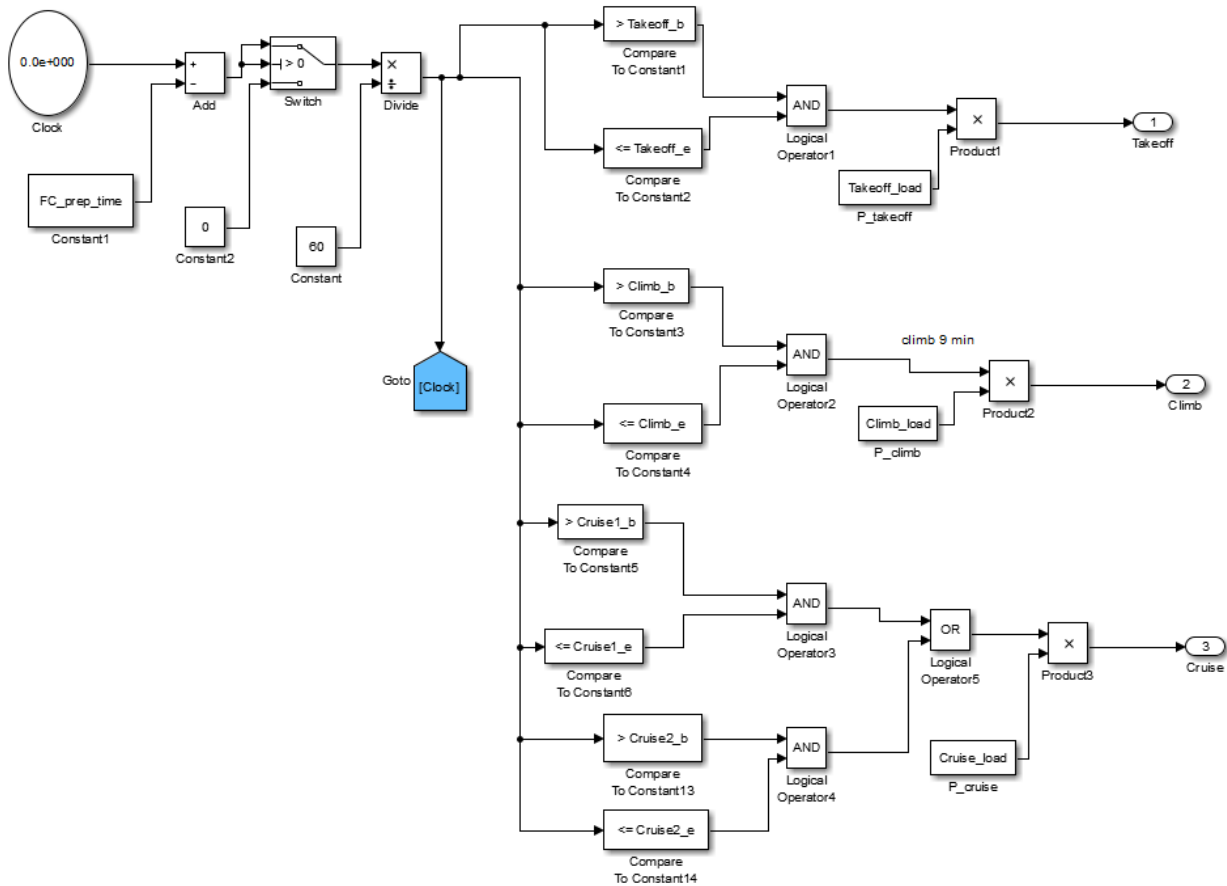 0.0e+000
Clock
+
−
Add
> 0
Switch
×
÷
Divide
FC_prep_time
Constant1
0
Constant2
60
Constant
Goto
[Clock]
> Takeoff_b
Compare
To Constant1
<= Takeoff_e
Compare
To Constant2
AND
Logical
Operator1
Takeoff_load
P_takeoff
×
Product1
1
Takeoff
> Climb_b
Compare
To Constant3
<= Climb_e
Compare
To Constant4
AND
Logical
Operator2
climb 9 min
Climb_load
P_climb
×
Product2
2
Climb
> Cruise1_b
Compare
To Constant5
<= Cruise1_e
Compare
To Constant6
AND
Logical
Operator3
> Cruise2_b
Compare
To Constant13
<= Cruise2_e
Compare
To Constant14
AND
Logical
Operator4
OR
Logical
Operator5
Cruise_load
P_cruise
×
Product3
3
Cruise